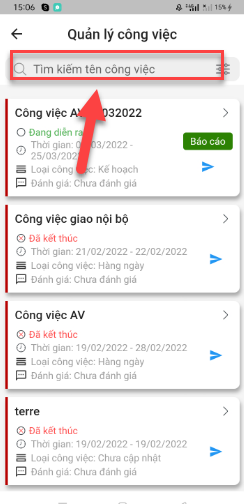 15:06
15%
Quản lý công việc
Tìm kiếm tên công việc
Công việc AV 032022
Đang diễn
Báo cáo
Thời gian: 03/2022 -
25/03/2022
Loại công việc: Kế hoạch
Đánh giá: Chưa đánh giá
Công việc giao nội bộ
Đã kết thúc
Thời gian: 21/02/2022 - 22/02/2022
Loại công việc: Hàng ngày
Đánh giá: Chưa đánh giá
Công việc AV
Đã kết thúc
Thời gian: 19/02/2022 - 28/02/2022
Loại công việc: Hàng ngày
Đánh giá: Chưa đánh giá
terre
Đã kết thúc
Thời gian: 19/02/2022 - 19/02/2022
Loại công việc: Chưa cập nhật
Đánh giá: Chưa đánh giá